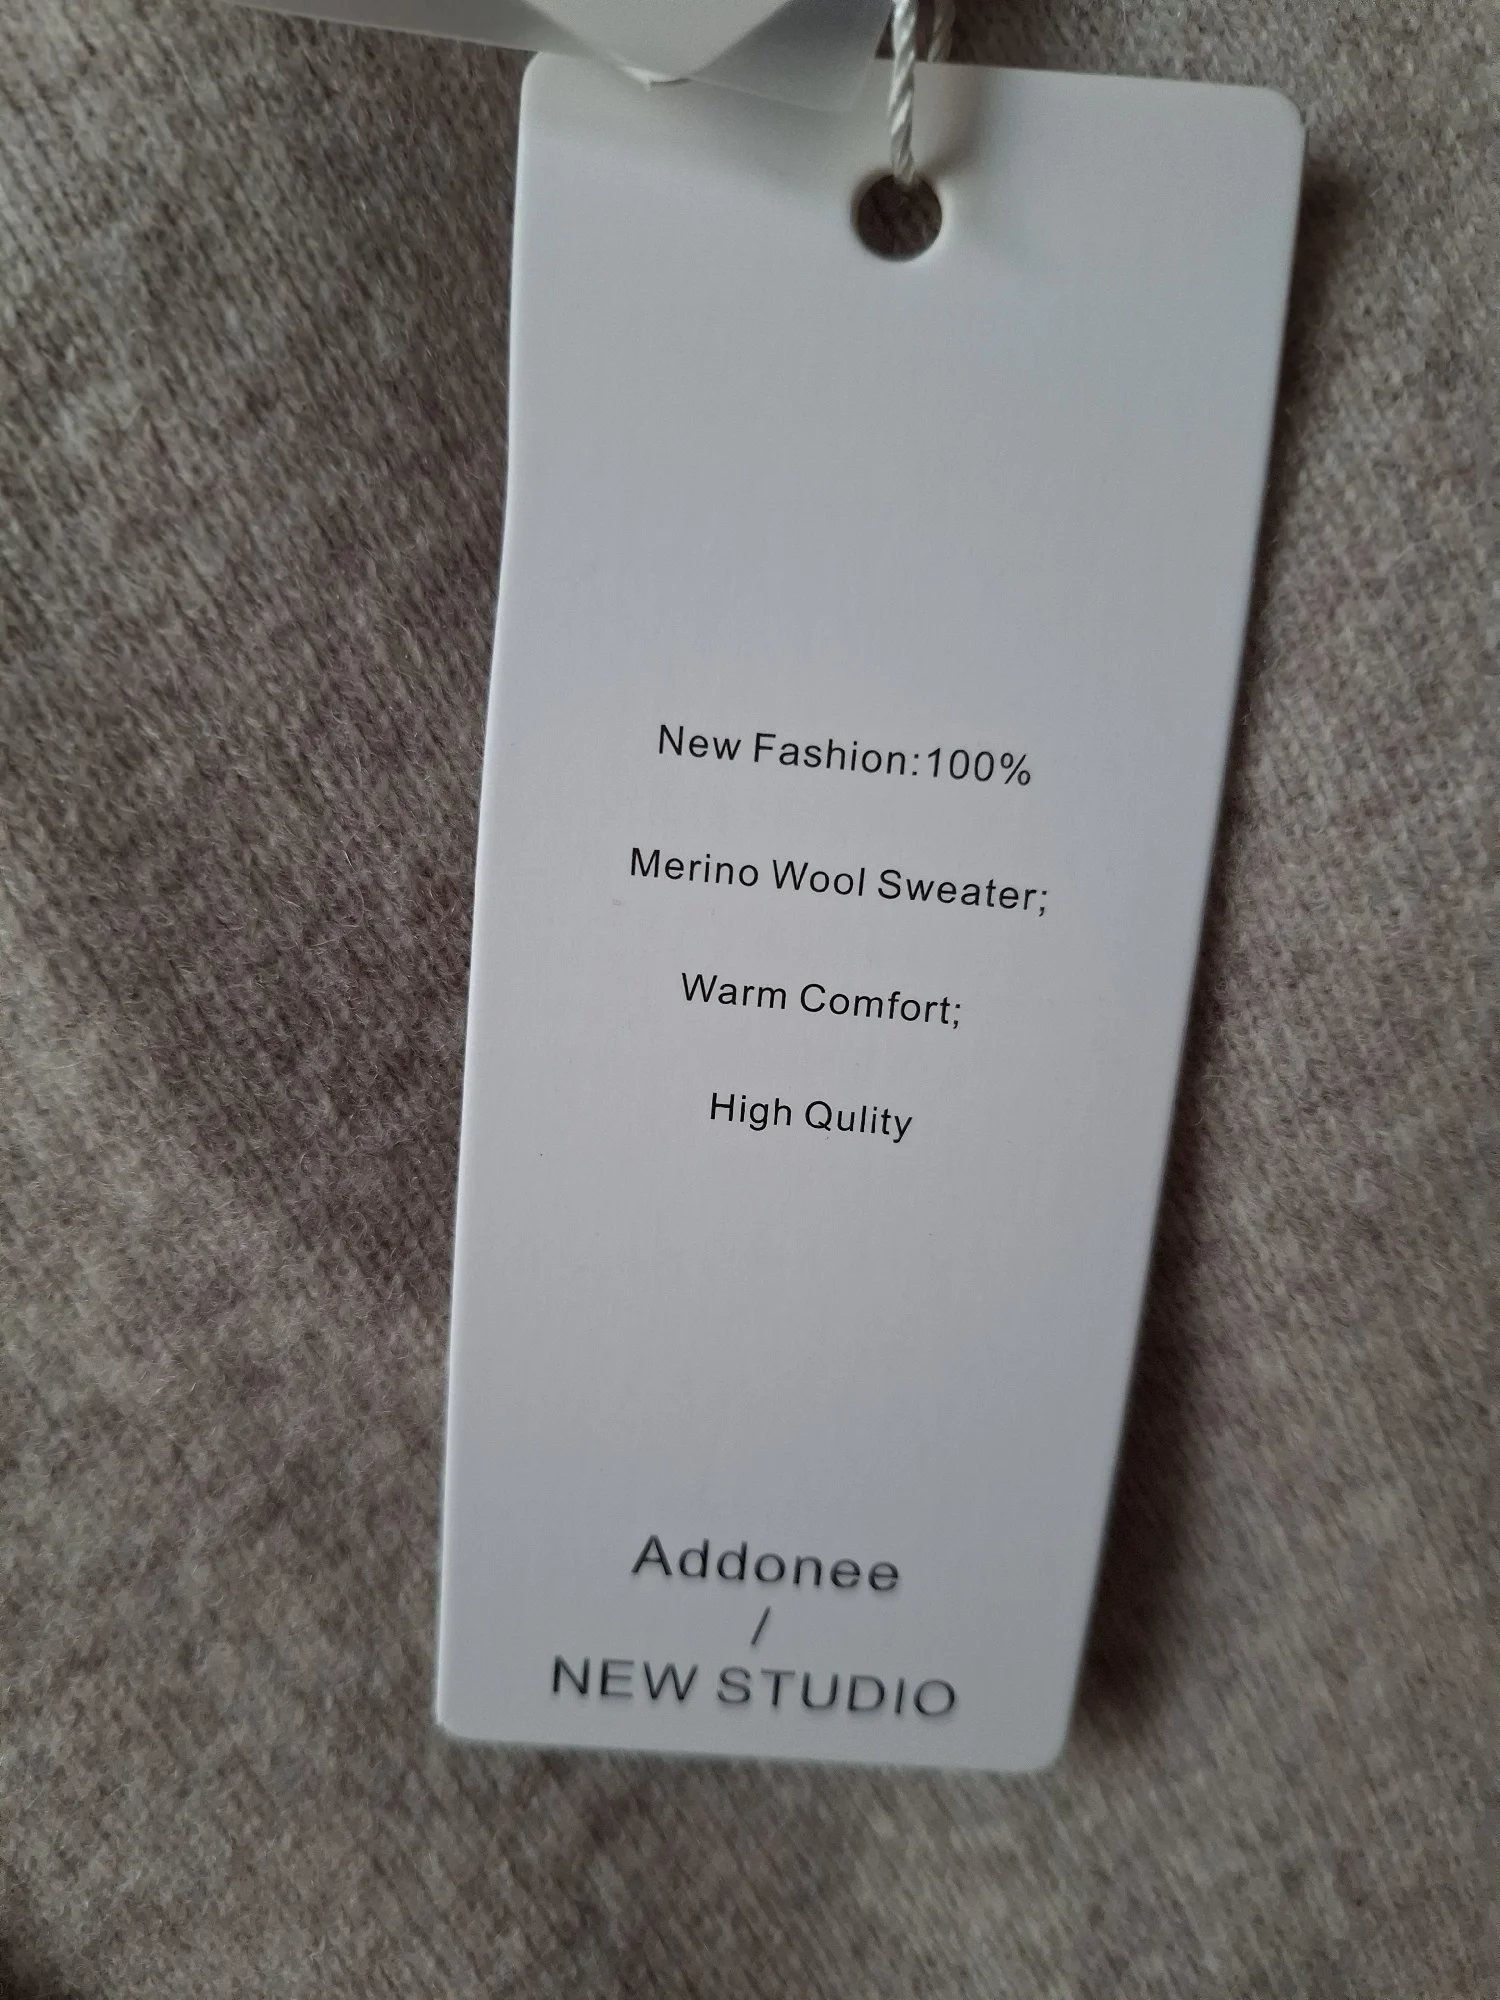 New Fashion:100%
Merino Wool Sweater;
Warm Comfort;
High Qulity
Addonee
/
NEW STUDIO